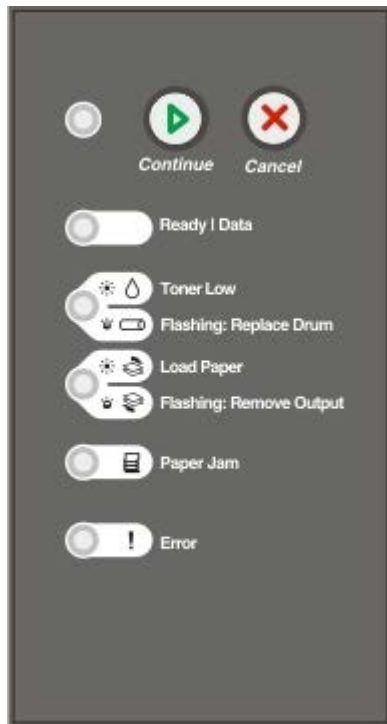 Continue Cancel
Ready | Data
Toner Low
Flashing: Replace Drum
Load Paper
Flashing: Remove Output
Paper Jam
! Error